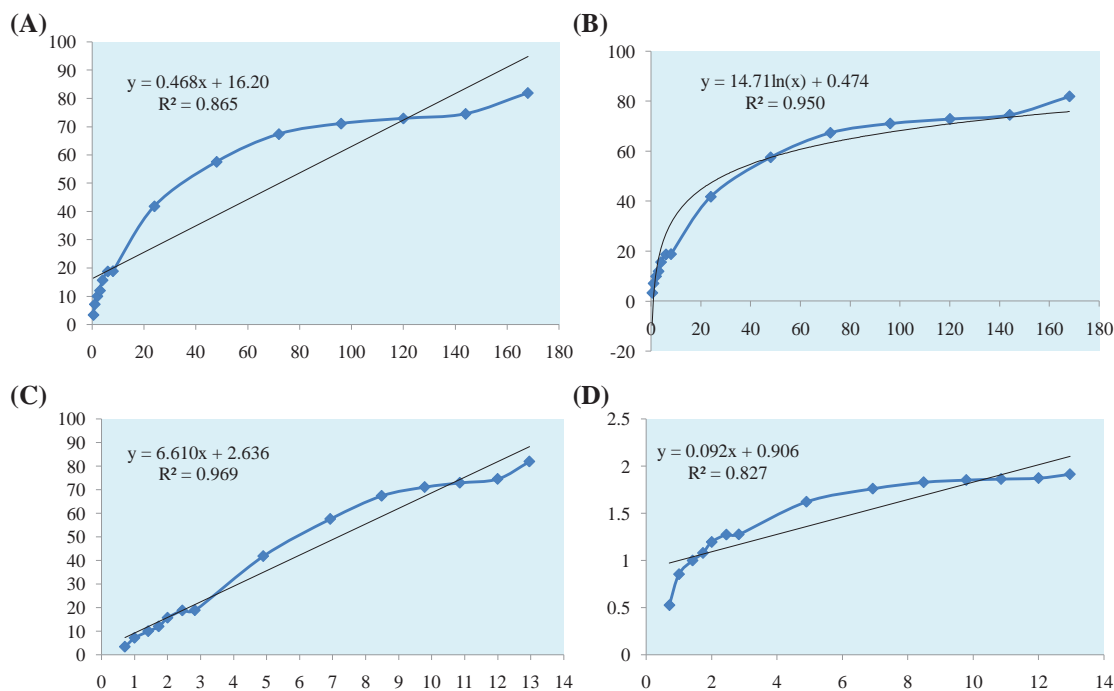 (A)
100
90
80
70
60
50
40
30
20
10
0
y = 0.468x + 16.20
R² = 0.865
0 20 40 60 80 100 120 140 160 180
(B)
100
80
60
40
20
0
-20
y = 14.71ln(x) + 0.474
R² = 0.950
0 20 40 60 80 100 120 140 160 180
(C)
100
90
80
70
60
50
40
30
20
10
0
y = 6.610x + 2.636
R² = 0.969
1 2 3 4 5 6 7 8 9 10 11 12 13 14
(D)
2.5
2
1.5
1
0.5
0
y = 0.092x + 0.906
R² = 0.827
0 2 4 6 8 10 12 14